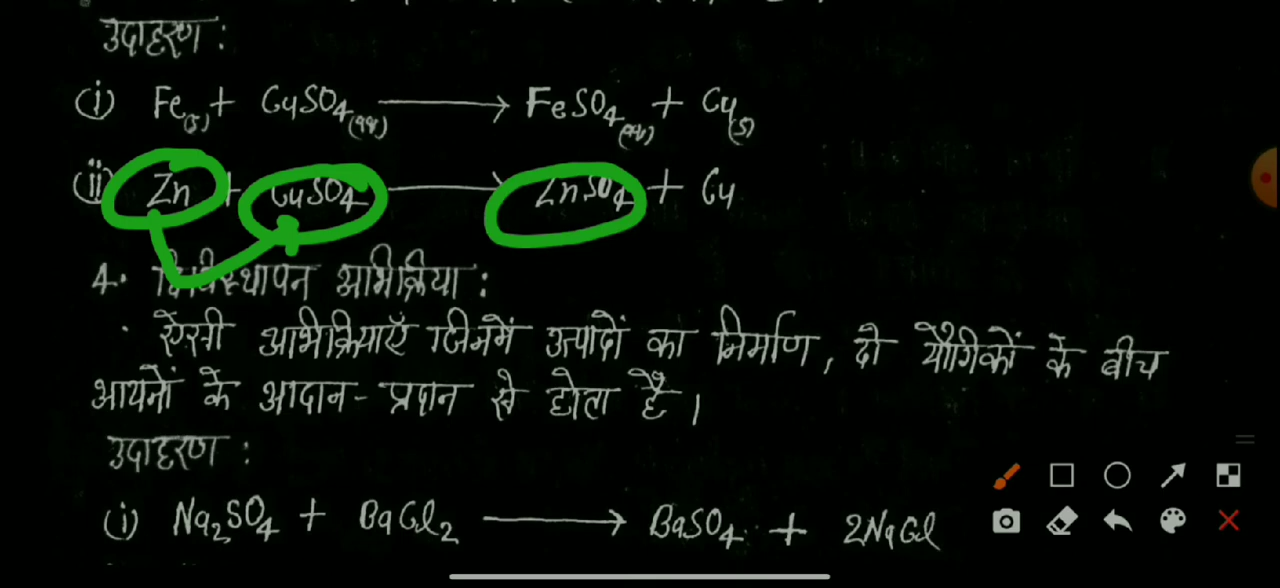 उदाहरण :
(i) Fe(s) + CuSO4(aq) → FeSO4(aq) + Cu(s)
(ii) Zn + CuSO4 → ZnSO4 + Cu
4. द्विविस्थापन अभिक्रिया :
· ऐसी अभिक्रियाएँ जिनमें उत्पादों का निर्माण, दो यौगिकों के बीच
आयनों के आदान-प्रदान से होता है।
उदाहरण :
(i) Na2SO4 + BaCl2 → BaSO4 + 2NaCl